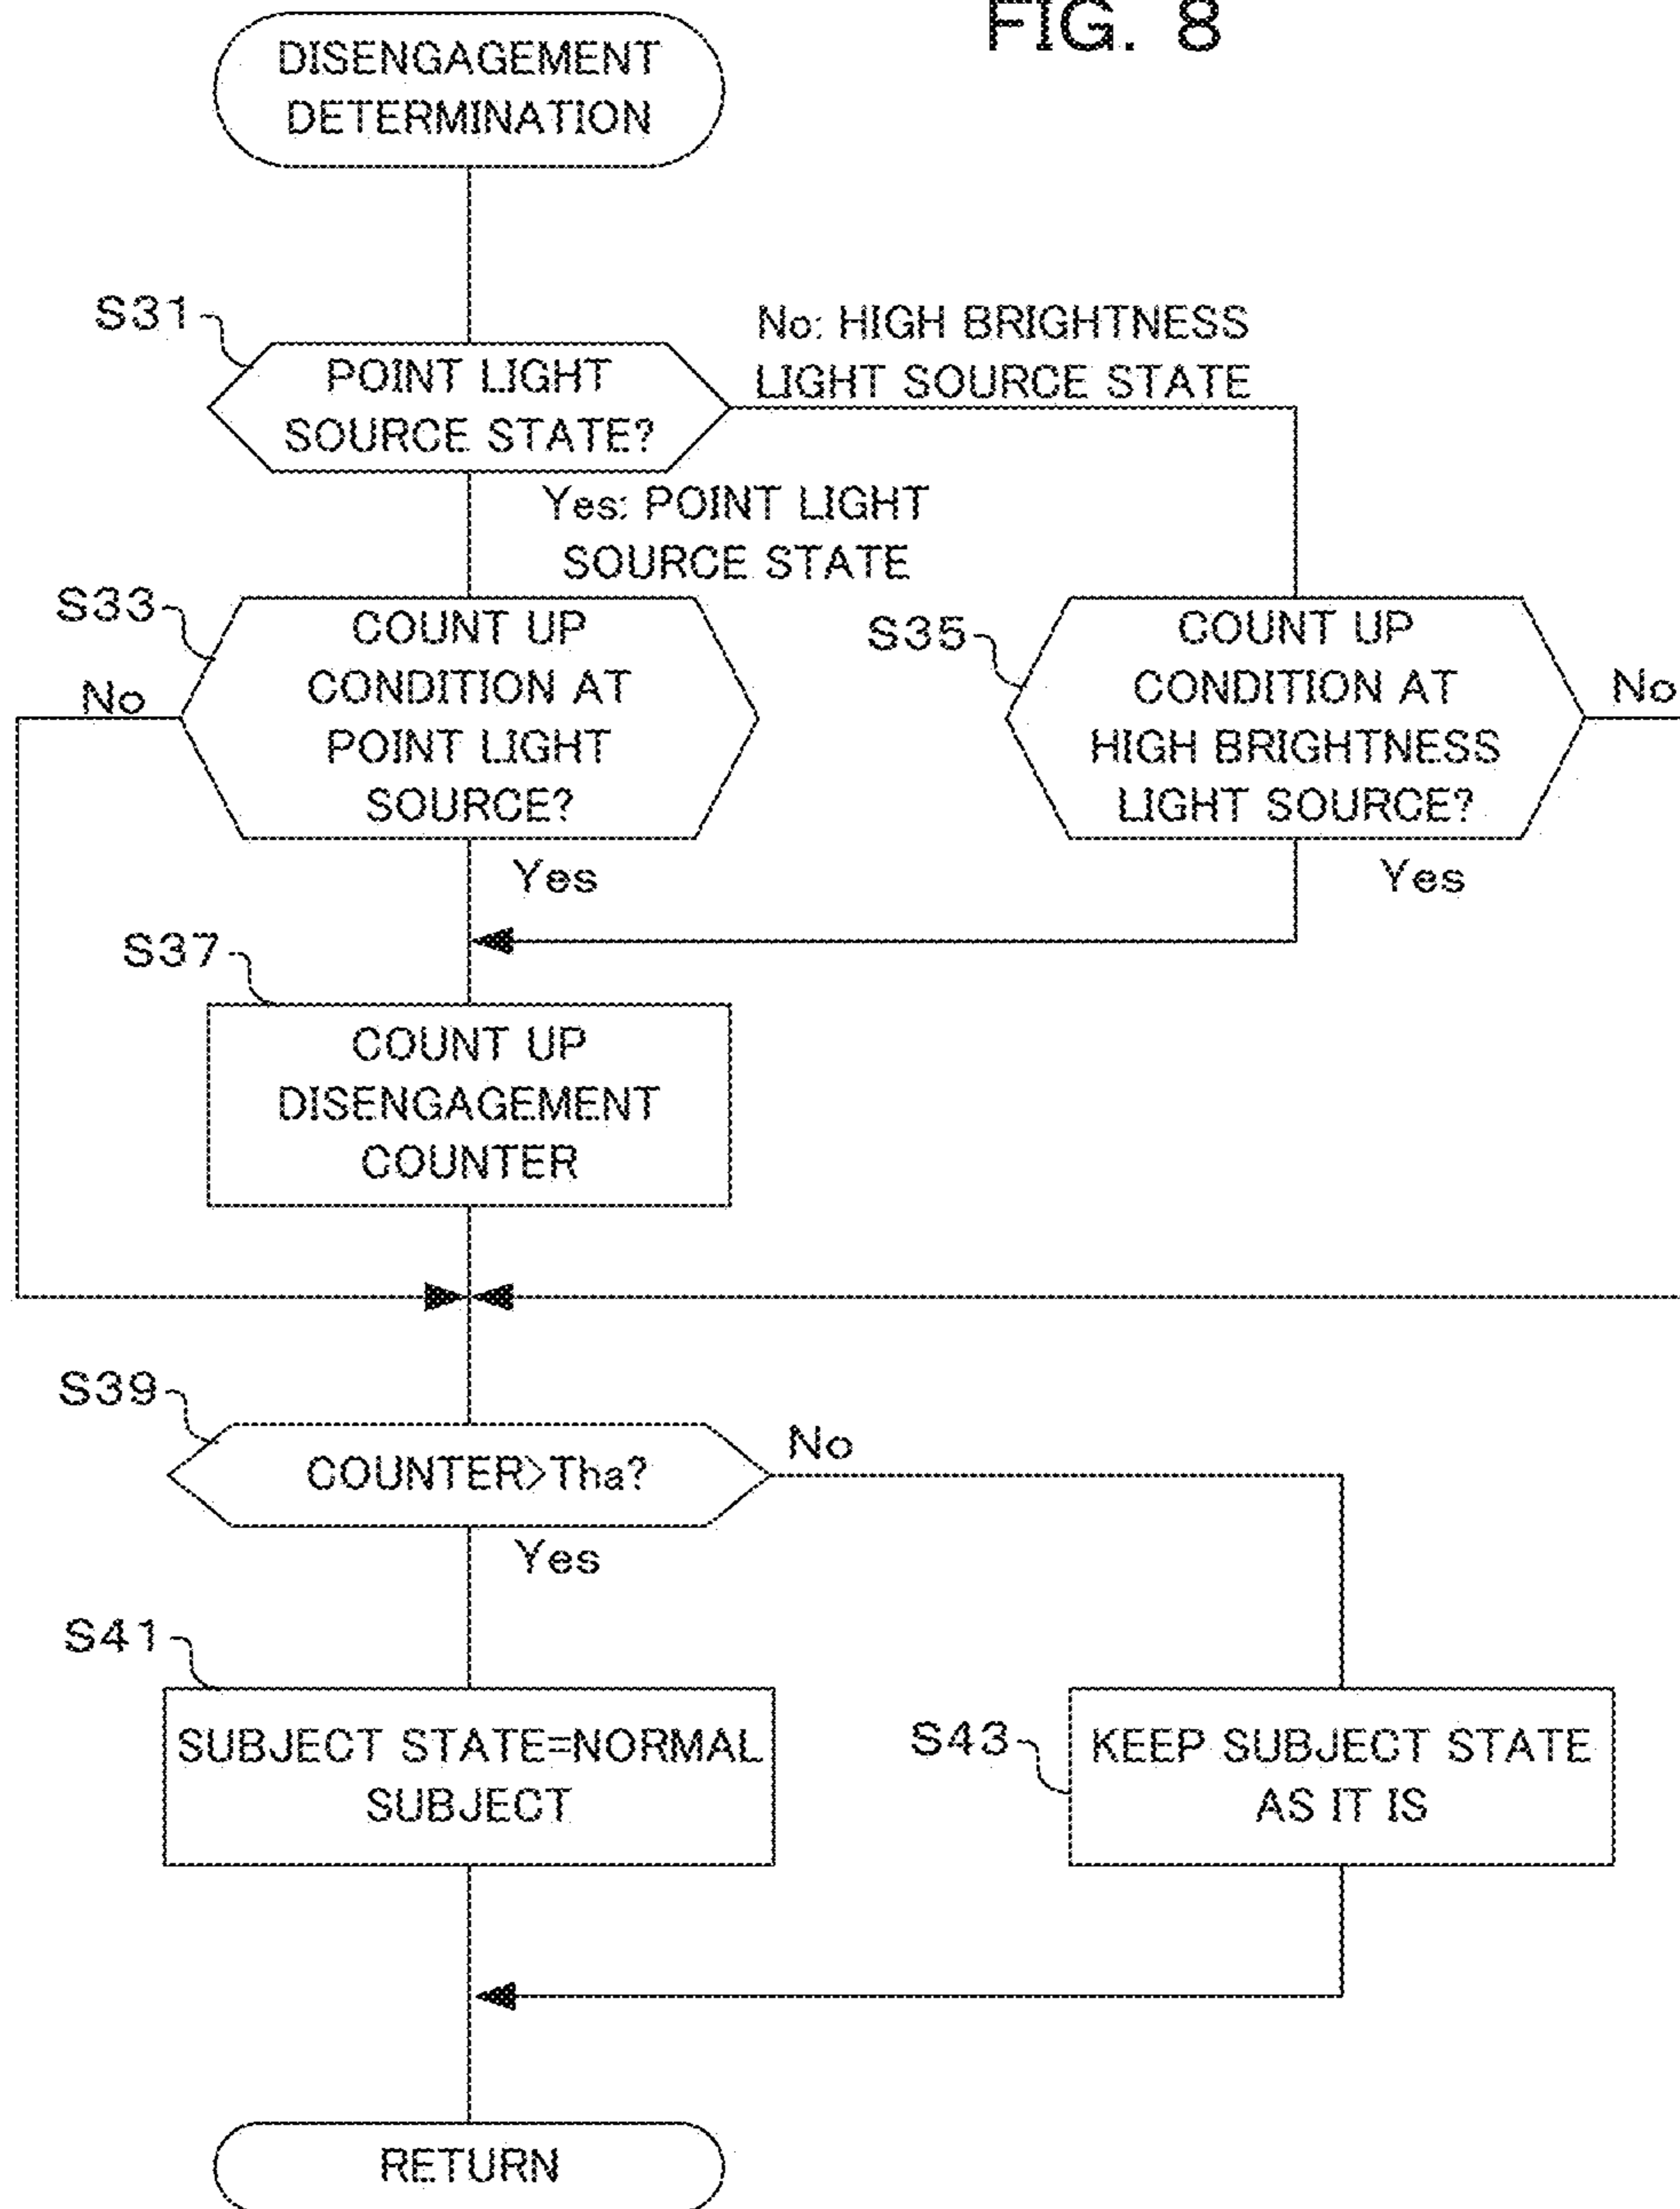 FIG. 8
DISENGAGEMENT
DETERMINATION
S31
POINT LIGHT
SOURCE STATE?
No: HIGH BRIGHTNESS
LIGHT SOURCE STATE
Yes: POINT LIGHT
SOURCE STATE
S33
No
COUNT UP
CONDITION AT
POINT LIGHT
SOURCE?
Yes
S35
COUNT UP
CONDITION AT
HIGH BRIGHTNESS
LIGHT SOURCE?
No
Yes
S37
COUNT UP
DISENGAGEMENT
COUNTER
S39
COUNTER>Tha?
No
Yes
S41
SUBJECT STATE=NORMAL
SUBJECT
S43
KEEP SUBJECT STATE
AS IT IS
RETURN